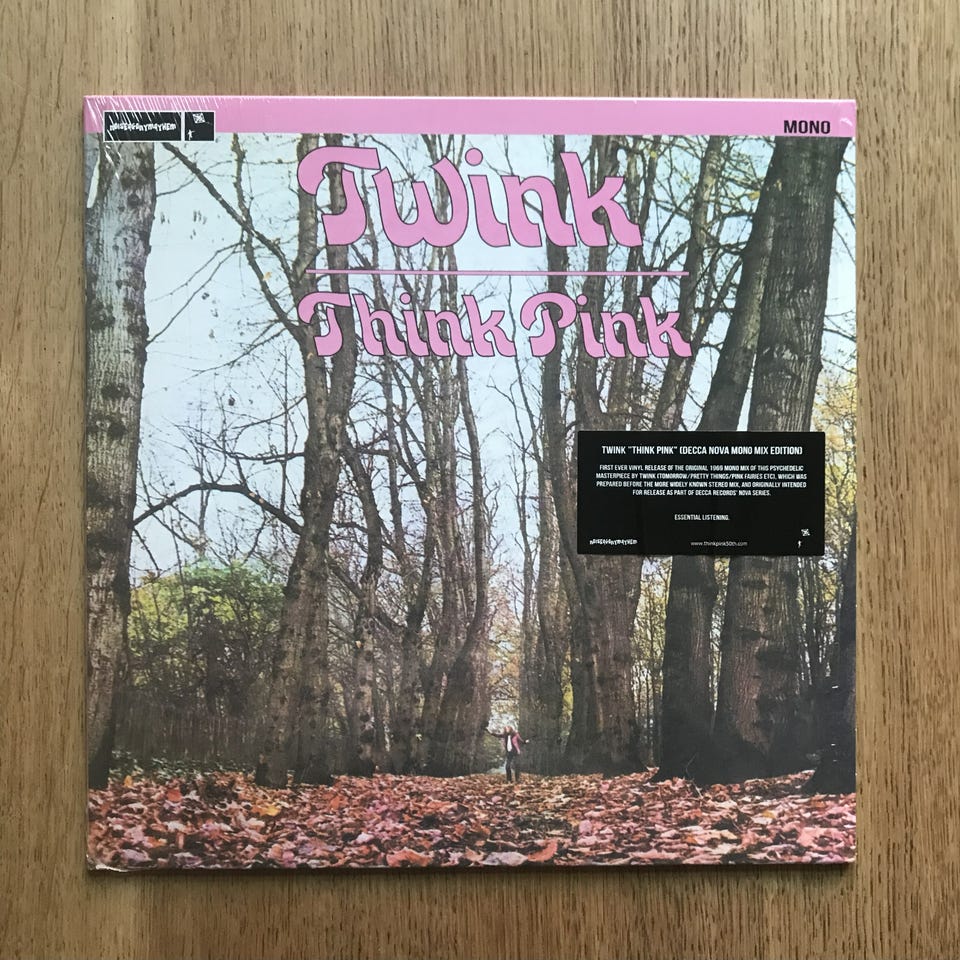 NOISEAGONYMAYHEM
MONO
Twink
Think Pink
TWINK "THINK PINK" (DECCA NOVA MONO MIX EDITION)
FIRST EVER VINYL RELEASE OF THE ORIGINAL 1969 MONO MIX OF THIS PSYCHEDELIC
MASTERPIECE BY TWINK (TOMORROW/PRETTY THINGS/PINK FAIRIES ETC), WHICH WAS
PREPARED BEFORE THE MORE WIDELY KNOWN STEREO MIX, AND ORIGINALLY INTENDED
FOR RELEASE AS PART OF DECCA RECORDS' NOVA SERIES.
ESSENTIAL LISTENING.
NOISEAGONYMAYHEM
www.thinkpink50th.com